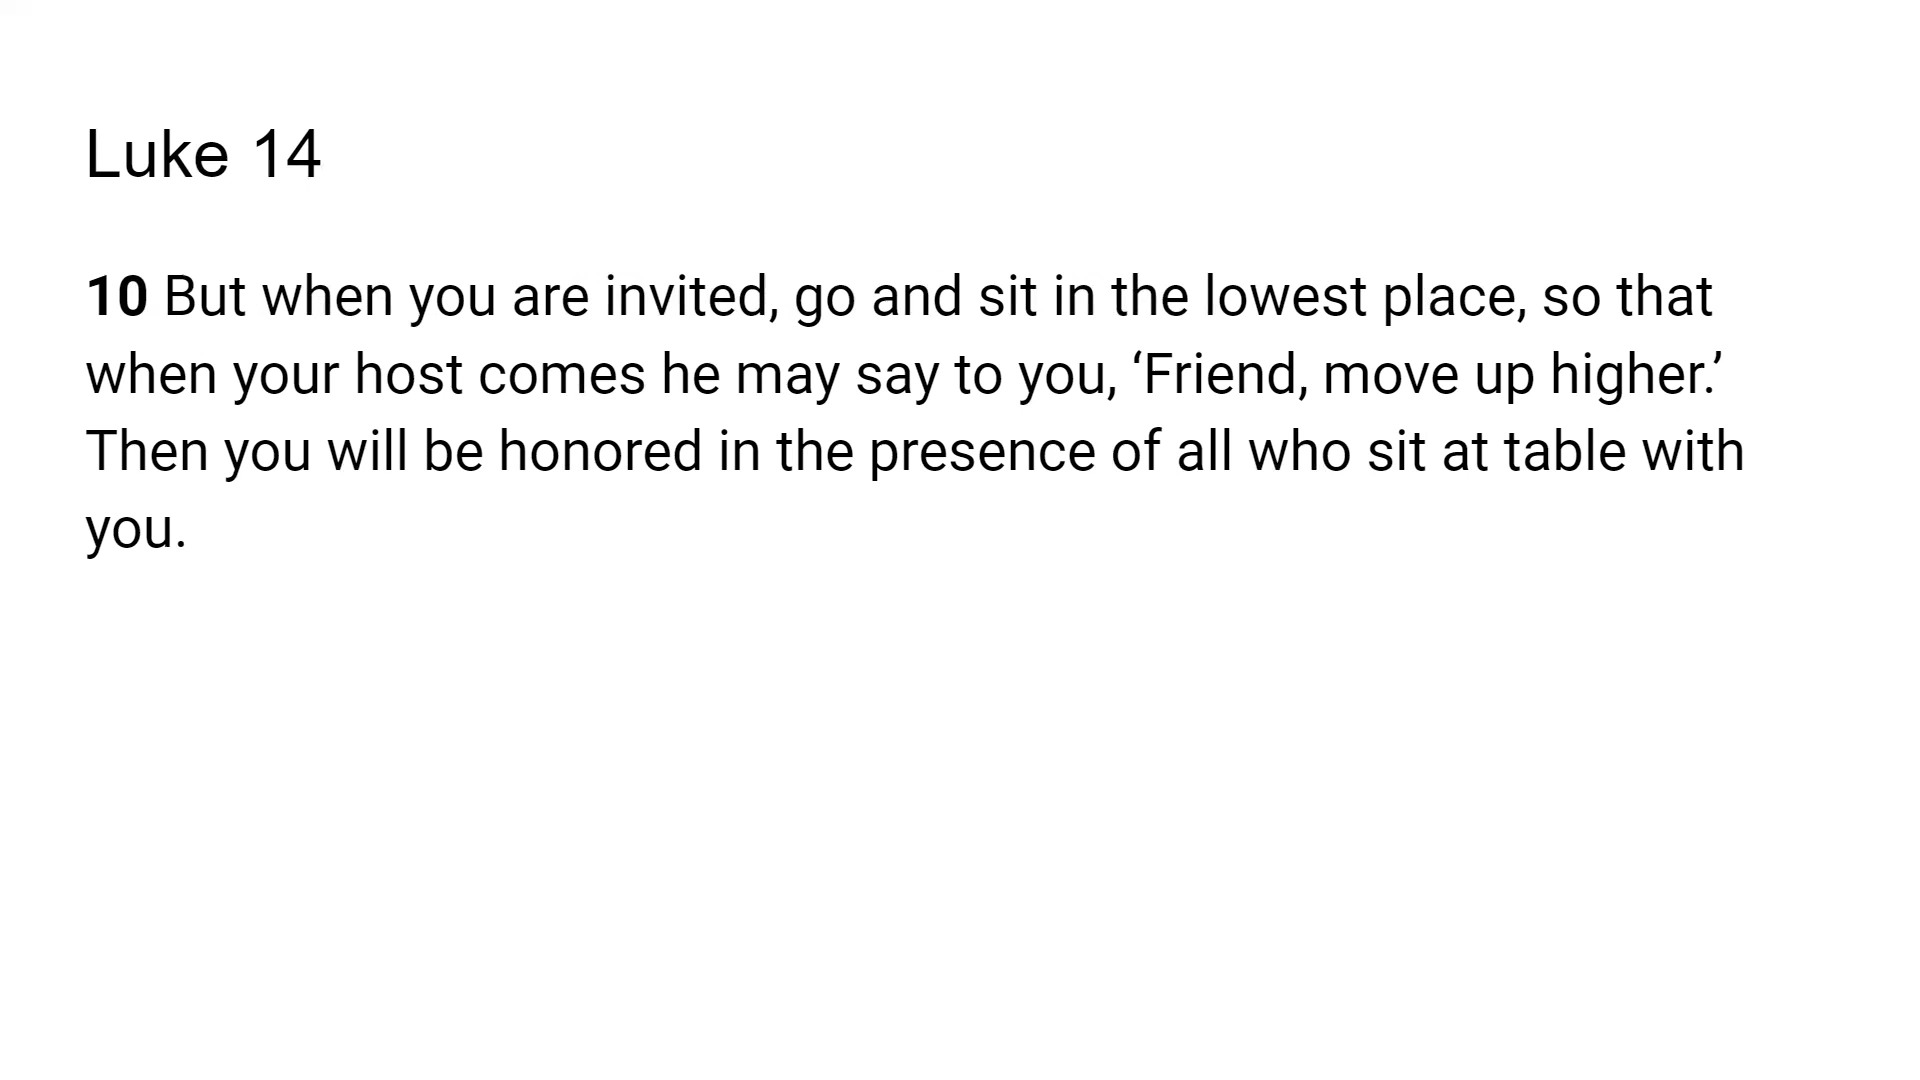 Luke 14
10 But when you are invited, go and sit in the lowest place, so that
when your host comes he may say to you, ‘Friend, move up higher.’
Then you will be honored in the presence of all who sit at table with
you.